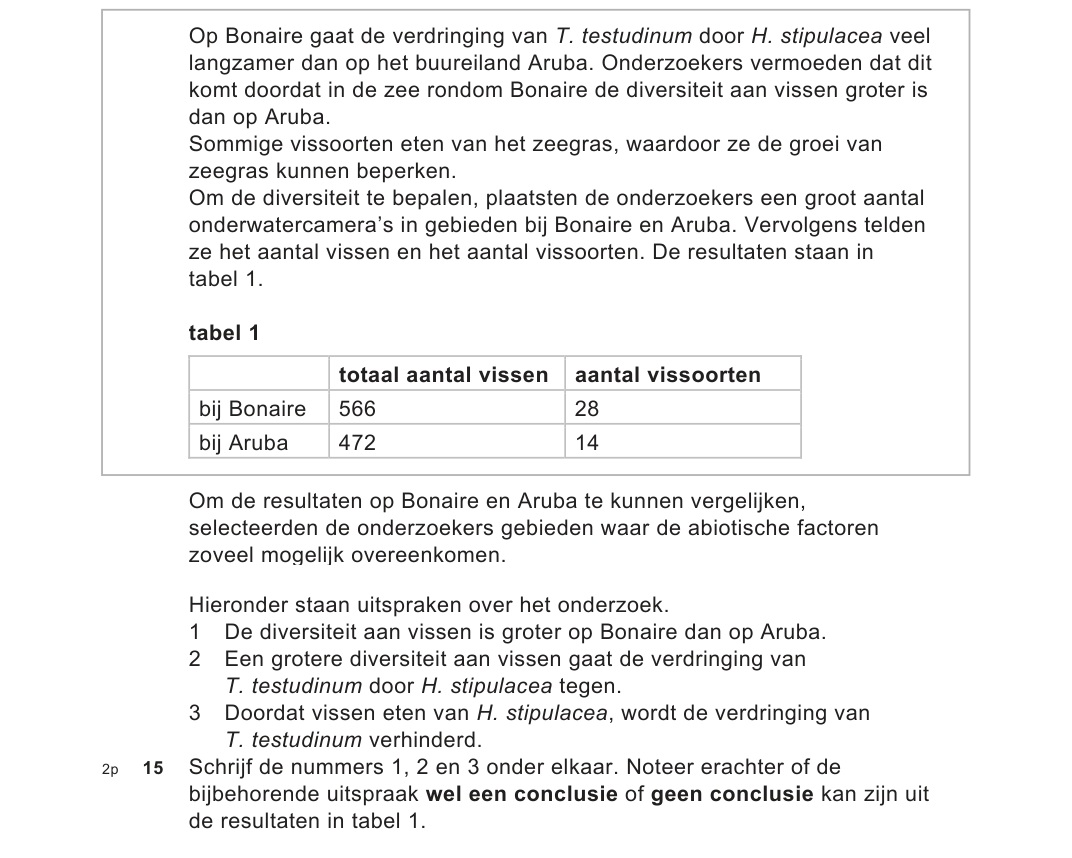 Op Bonaire gaat de verdringing van T. testudinum door H. stipulacea veel
langzamer dan op het buureiland Aruba. Onderzoekers vermoeden dat dit
komt doordat in de zee rondom Bonaire de diversiteit aan vissen groter is
dan op Aruba.
Sommige vissoorten eten van het zeegras, waardoor ze de groei van
zeegras kunnen beperken.
Om de diversiteit te bepalen, plaatsten de onderzoekers een groot aantal
onderwatercamera’s in gebieden bij Bonaire en Aruba. Vervolgens telden
ze het aantal vissen en het aantal vissoorten. De resultaten staan in
tabel 1.
tabel 1
totaal aantal vissen aantal vissoorten
bij Bonaire 566 28
bij Aruba 472 14
Om de resultaten op Bonaire en Aruba te kunnen vergelijken,
selecteerden de onderzoekers gebieden waar de abiotische factoren
zoveel mogelijk overeenkomen.
Hieronder staan uitspraken over het onderzoek.
1 De diversiteit aan vissen is groter op Bonaire dan op Aruba.
2 Een grotere diversiteit aan vissen gaat de verdringing van
T. testudinum door H. stipulacea tegen.
3 Doordat vissen eten van H. stipulacea, wordt de verdringing van
T. testudinum verhinderd.
2p 15 Schrijf de nummers 1, 2 en 3 onder elkaar. Noteer erachter of de
bijbehorende uitspraak wel een conclusie of geen conclusie kan zijn uit
de resultaten in tabel 1.